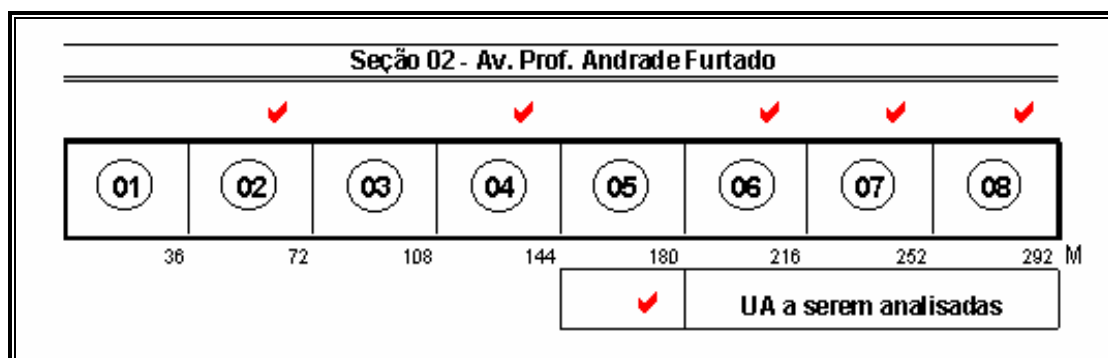 Seção 02 - Av. Prof. Andrade Furtado
01 02 03 04 05 06 07 08
36 72 108 144 180 216 252 292 M
UA a serem analisadas